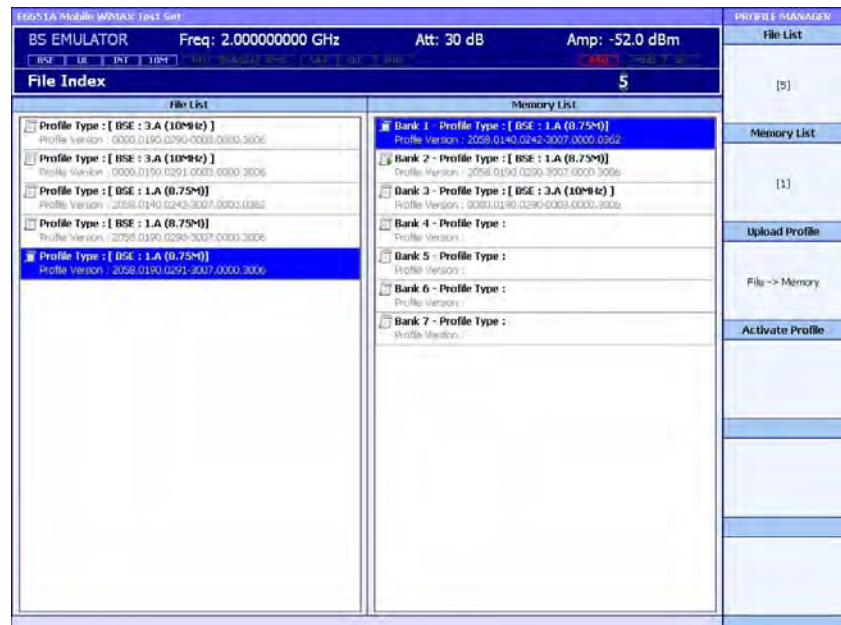 E6651A Mobile WiMAX Test Set
PROFILE MANAGER
BS EMULATOR Freq: 2.000000000 GHz Att: 30 dB Amp: -52.0 dBm
BSE UL INT 10M
File Index 5
File List
Profile Type : [ BSE : 3.A (10MHz) ]
Profile Version : 0000.0190.0290-0003.0000.3006
Profile Type : [ BSE : 3.A (10MHz) ]
Profile Version : 0000.0190.0291-0003.0000.3006
Profile Type : [ BSE : 1.A (8.75M)]
Profile Version : 2058.0140.0242-3007.0000.0362
Profile Type : [ BSE : 1.A (8.75M)]
Profile Version : 2058.0190.0290-3007.0000.3006
Profile Type : [ BSE : 1.A (8.75M)]
Profile Version : 2058.0190.0291-3007.0000.3006
Memory List
Bank 1 - Profile Type : [ BSE : 1.A (8.75M)]
Profile Version : 2058.0140.0242-3007.0000.0362
Bank 2 - Profile Type : [ BSE : 1.A (8.75M)]
Profile Version : 2058.0190.0290-3007.0000.3006
Bank 3 - Profile Type : [ BSE : 3.A (10MHz) ]
Profile Version : 0000.0190.0290-0003.0000.3006
Bank 4 - Profile Type :
Profile Version :
Bank 5 - Profile Type :
Profile Version :
Bank 6 - Profile Type :
Profile Version :
Bank 7 - Profile Type :
Profile Version :
File List
[5]
Memory List
[1]
Upload Profile
File -> Memory
Activate Profile